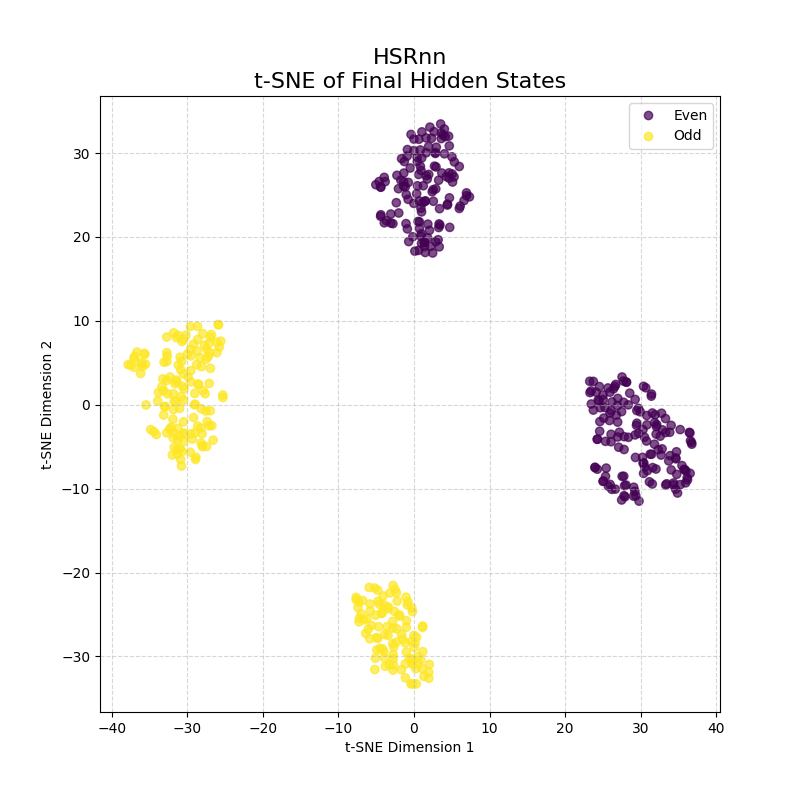 HSRnn
t-SNE of Final Hidden States
Even
Odd
t-SNE Dimension 2
30
20
10
0
−10
−20
−30
−40 −30 −20 −10 0 10 20 30 40
t-SNE Dimension 1